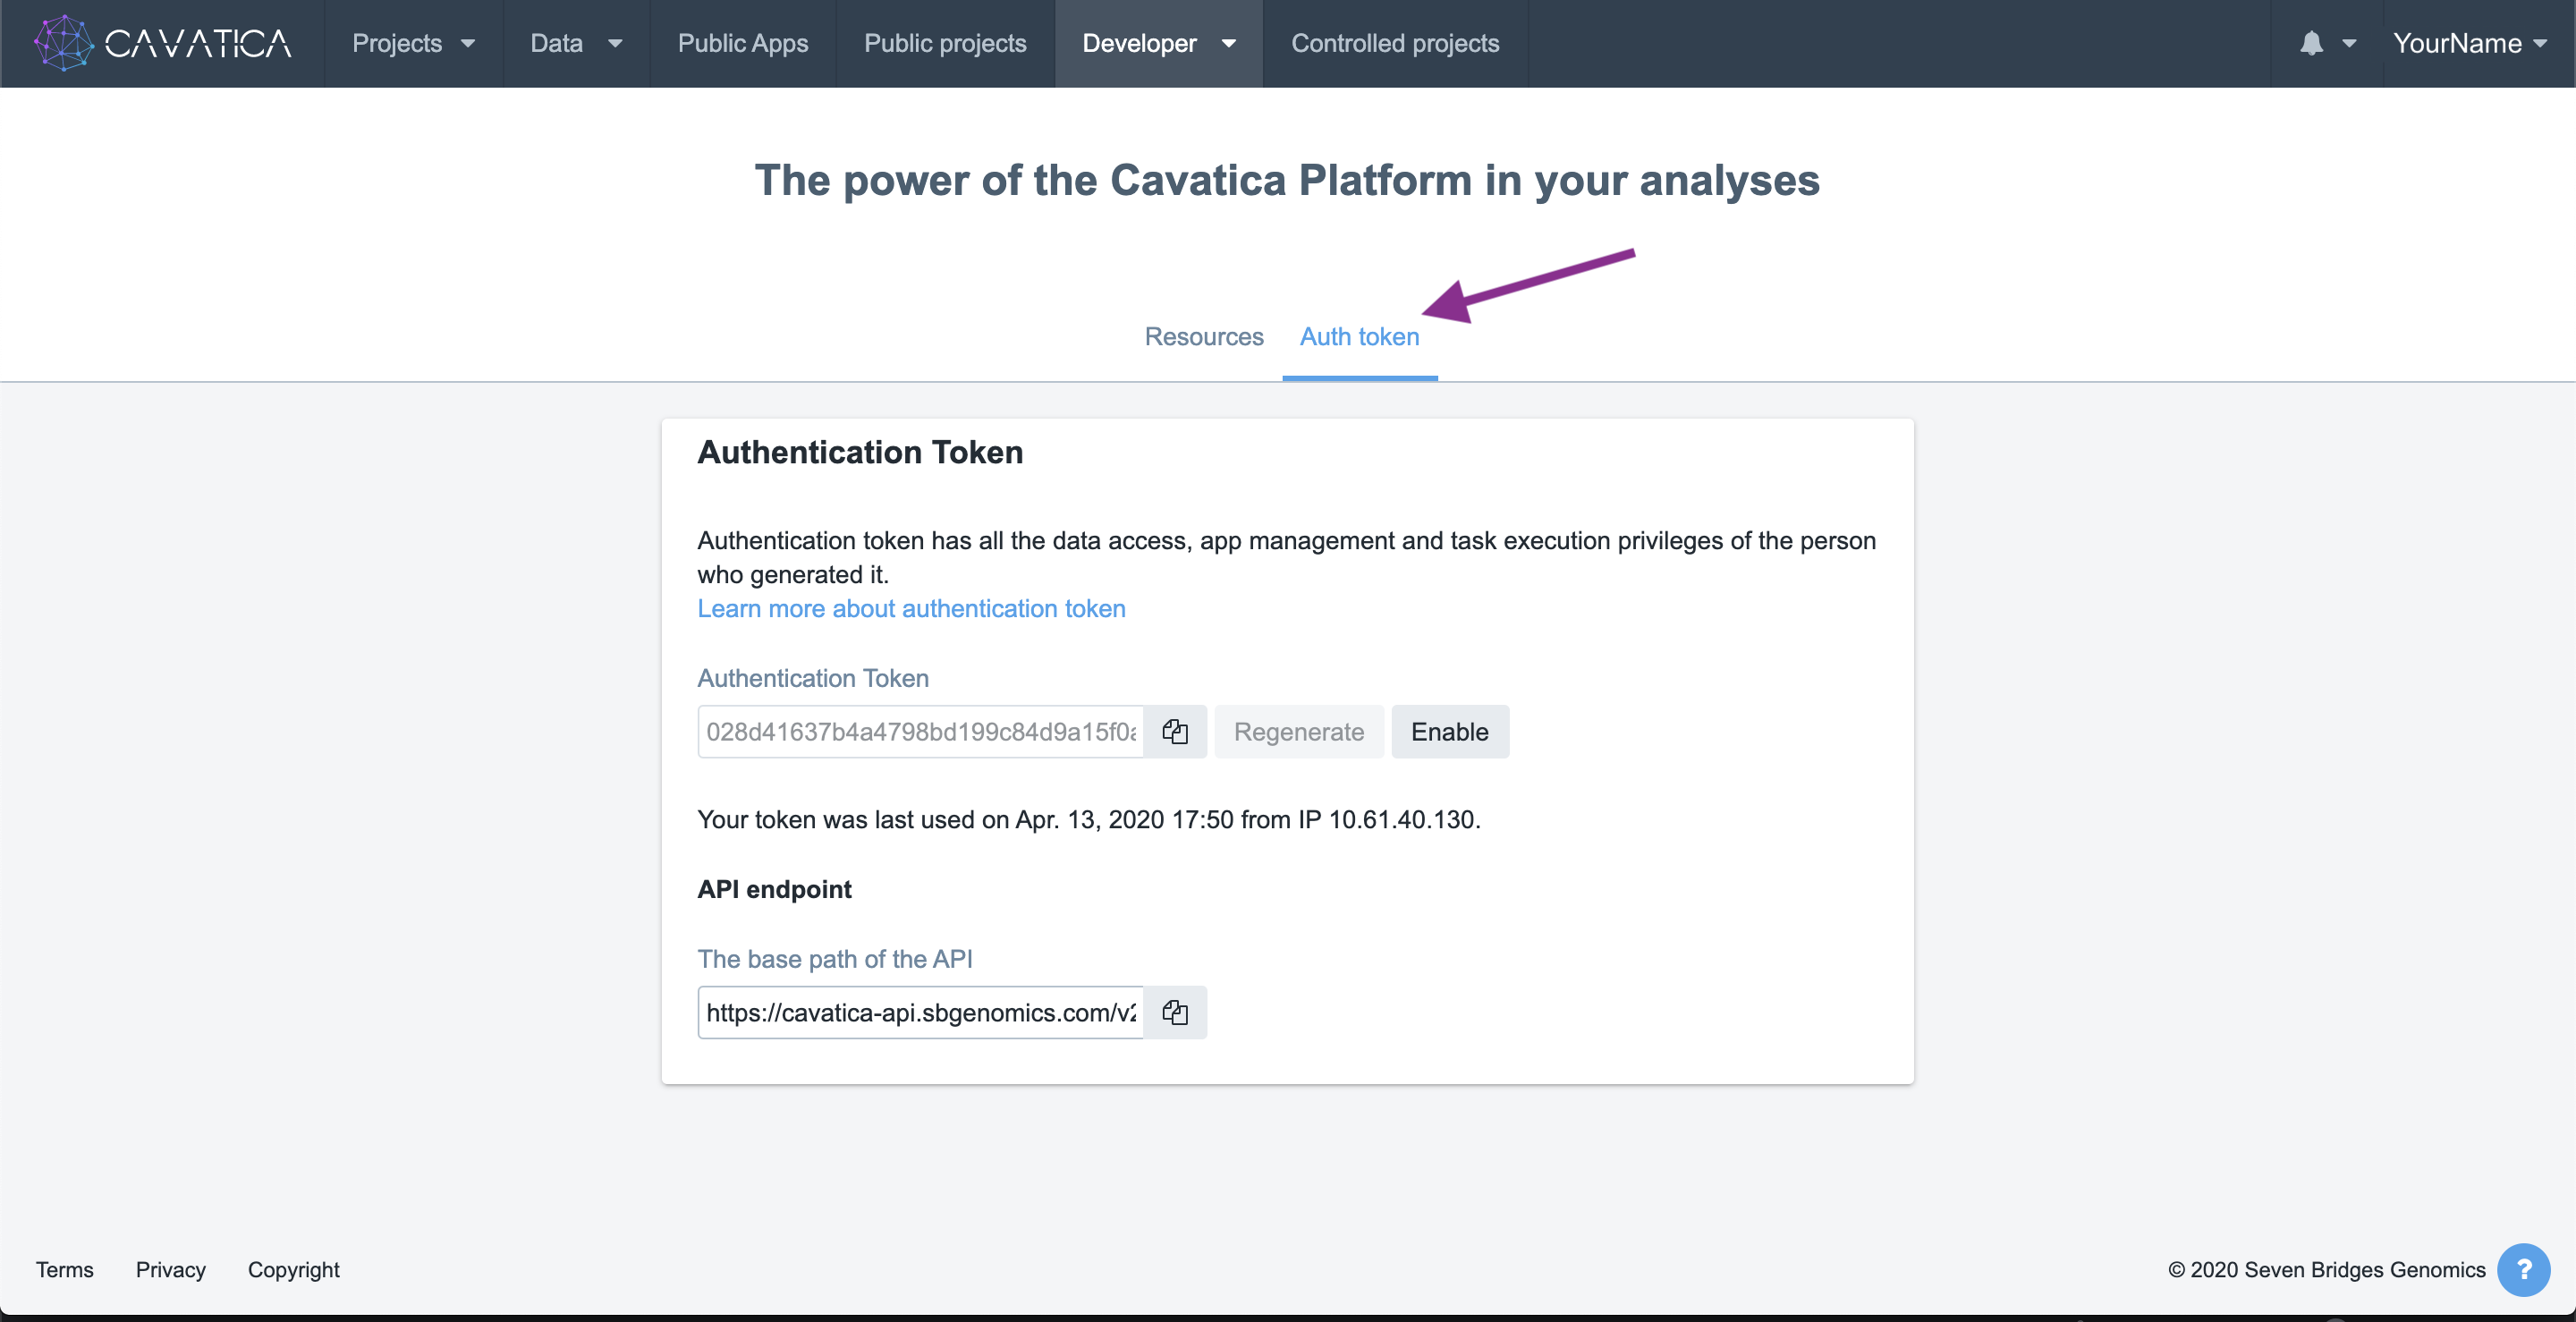 CAVATICA Projects Data Public Apps Public projects Developer Controlled projects YourName
The power of the Cavatica Platform in your analyses
Resources Auth token
Authentication Token
Authentication token has all the data access, app management and task execution privileges of the person
who generated it.
Learn more about authentication token
Authentication Token
028d41637b4a4798bd199c84d9a15f0a Regenerate Enable
Your token was last used on Apr. 13, 2020 17:50 from IP 10.61.40.130.
API endpoint
The base path of the API
https://cavatica-api.sbgenomics.com/v2
Terms Privacy Copyright © 2020 Seven Bridges Genomics ?